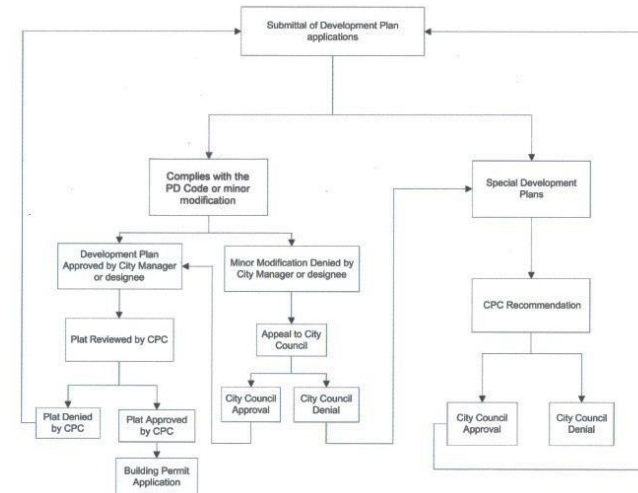 Submittal of Development Plan
applications
Complies with the
PD Code or minor
modification
Special Development
Plans
Development Plan
Approved by City Manager
or designee
Minor Modification Denied by
City Manager or designee
CPC Recommendation
Plat Reviewed by CPC
Appeal to City
Council
Plat Denied
by CPC
Plat Approved
by CPC
City Council
Approval
City Council
Denial
City Council
Approval
City Council
Denial
Building Permit
Application